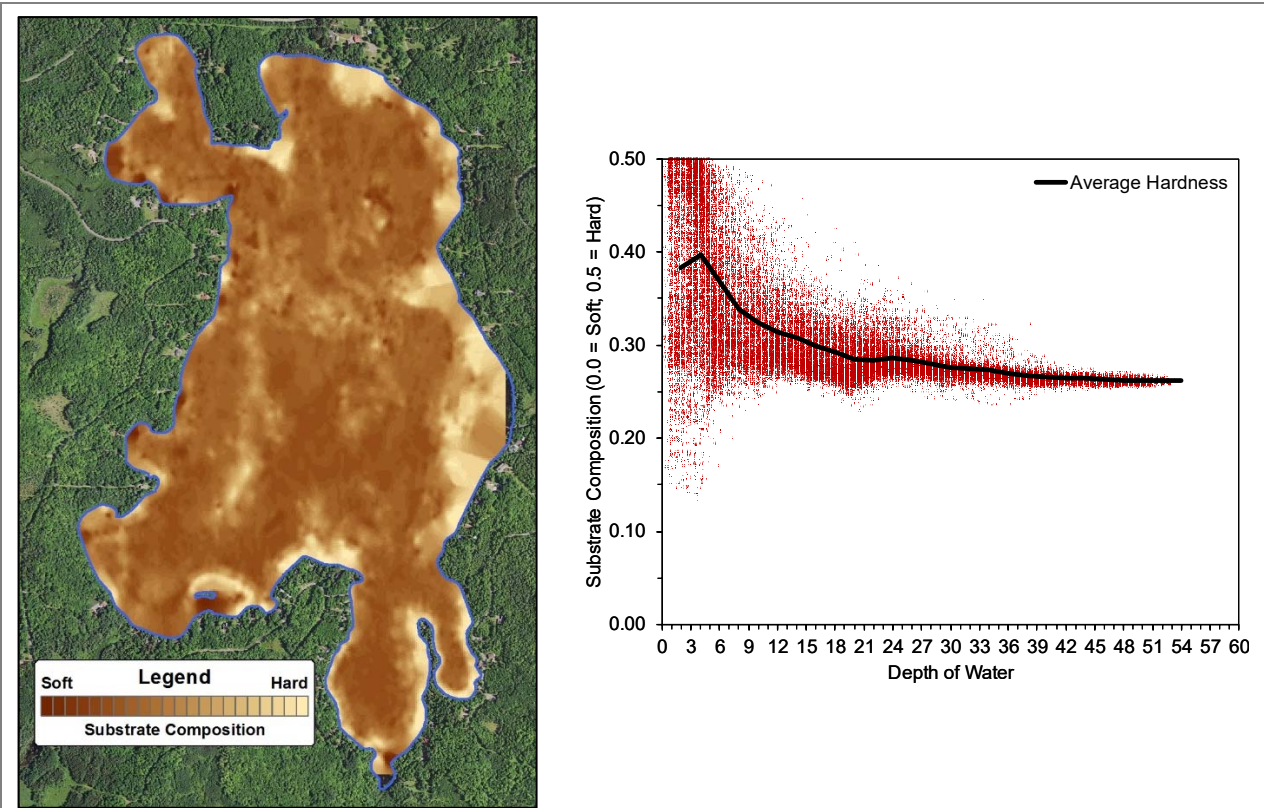 Legend
Soft Hard
Substrate Composition
Substrate Composition (0.0 = Soft; 0.5 = Hard)
0.50
0.40
0.30
0.20
0.10
0.00
Average Hardness
0 3 6 9 12 15 18 21 24 27 30 33 36 39 42 45 48 51 54 57 60
Depth of Water